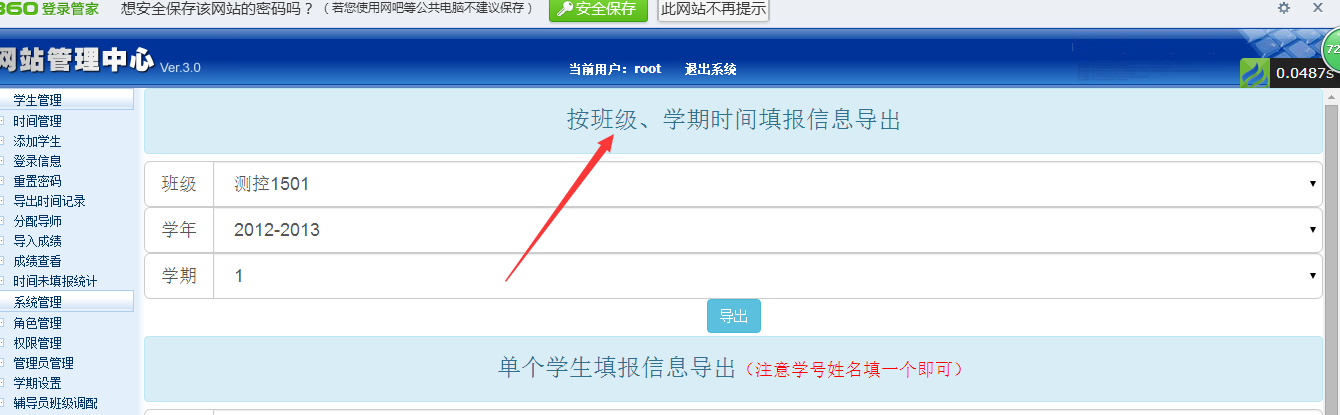 360 登录管家 想安全保存该网站的密码吗？（若您使用网吧等公共电脑不建议保存） 安全保存 此网站不再提示
网站管理中心 Ver.3.0
当前用户：root 退出系统
72
0.0487s
学生管理
时间管理
添加学生
登录信息
重置密码
导出时间记录
分配导师
导入成绩
成绩查看
时间未填报统计
系统管理
角色管理
权限管理
管理员管理
学期设置
辅导员班级调配
按班级、学期时间填报信息导出
班级 测控1501
学年 2012-2013
学期 1
导出
单个学生填报信息导出（注意学号姓名填一个即可）